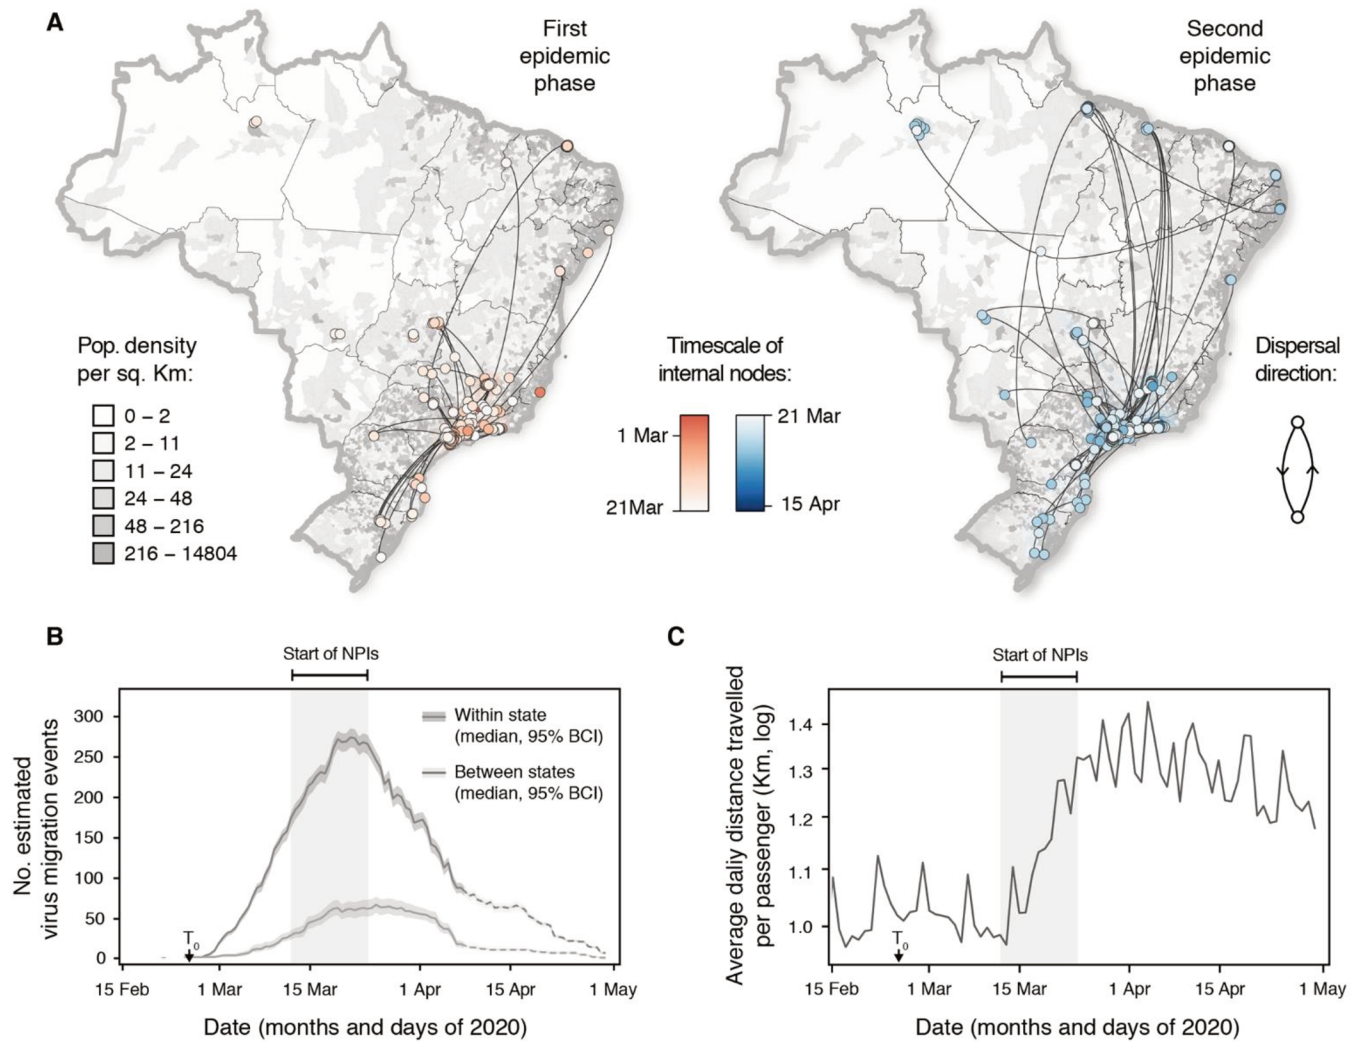 A
First
epidemic
phase
Second
epidemic
phase
Pop. density
per sq. Km:
0 – 2
2 – 11
11 – 24
24 – 48
48 – 216
216 – 14804
Timescale of
internal nodes:
1 Mar
21Mar
21 Mar
15 Apr
Dispersal
direction:
B
Start of NPIs
No. estimated
virus migration events
300
250
200
150
100
50
0
Within state
(median, 95% BCI)
Between states
(median, 95% BCI)
T0
15 Feb
1 Mar
15 Mar
1 Apr
15 Apr
1 May
Date (months and days of 2020)
C
Start of NPIs
Average daliy distance travelled
per passenger (Km, log)
1.4
1.3
1.2
1.1
1.0
T0
15 Feb
1 Mar
15 Mar
1 Apr
15 Apr
1 May
Date (months and days of 2020)